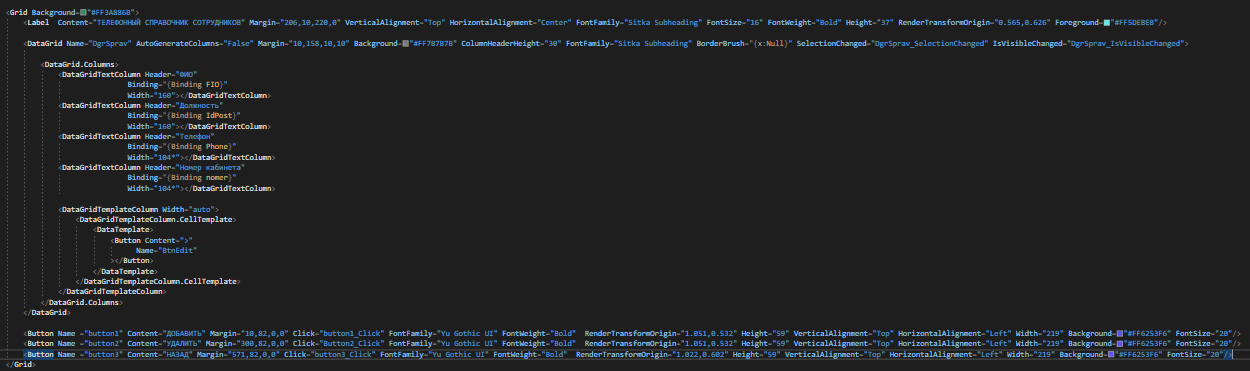 <Grid Background="#FF3A8860">
<Label Content="ТЕЛЕФОННЫЙ СПРАВОЧНИК СОТРУДНИКОВ" Margin="206,10,220,0" VerticalAlignment="Top" HorizontalAlignment="Center" FontFamily="Sitka Subheading" FontSize="16" FontWeight="Bold" Height="37" RenderTransformOrigin="0.565,0.626" Foreground="#FF5DEBEB"/>
<DataGrid Name="DgrSprav" AutoGenerateColumns="False" Margin="10,158,10,10" Background="#FF7B7B7B" ColumnHeaderHeight="30" FontFamily="Sitka Subheading" BorderBrush="{x:Null}" SelectionChanged="DgrSprav_SelectionChanged" IsVisibleChanged="DgrSprav_IsVisibleChanged">
<DataGrid.Columns>
<DataGridTextColumn Header="ФИО"
Binding="{Binding FIO}"
Width="160"></DataGridTextColumn>
<DataGridTextColumn Header="Должность"
Binding="{Binding IdPost}"
Width="160"></DataGridTextColumn>
<DataGridTextColumn Header="Телефон"
Binding="{Binding Phone}"
Width="104*"></DataGridTextColumn>
<DataGridTextColumn Header="Номер кабинета"
Binding="{Binding nomer}"
Width="104*"></DataGridTextColumn>
<DataGridTemplateColumn Width="auto">
<DataGridTemplateColumn.CellTemplate>
<DataTemplate>
<Button Content=">"
Name="BtnEdit"
></Button>
</DataTemplate>
</DataGridTemplateColumn.CellTemplate>
</DataGridTemplateColumn>
</DataGrid.Columns>
</DataGrid>
<Button Name ="button1" Content="ДОБАВИТЬ" Margin="10,82,0,0" Click="button1_Click" FontFamily="Yu Gothic UI" FontWeight="Bold" RenderTransformOrigin="1.051,0.532" Height="59" VerticalAlignment="Top" HorizontalAlignment="Left" Width="219" Background="#FF6253F6" FontSize="20"/>
<Button Name ="button2" Content="УДАЛИТЬ" Margin="300,82,0,0" Click="Button2_Click" FontFamily="Yu Gothic UI" FontWeight="Bold" RenderTransformOrigin="1.051,0.532" Height="59" VerticalAlignment="Top" HorizontalAlignment="Left" Width="219" Background="#FF6253F6" FontSize="20"/>
<Button Name ="button3" Content="НАЗАД" Margin="571,82,0,0" Click="button3_Click" FontFamily="Yu Gothic UI" FontWeight="Bold" RenderTransformOrigin="1.022,0.602" Height="59" VerticalAlignment="Top" HorizontalAlignment="Left" Width="219" Background="#FF6253F6" FontSize="20"/>
</Grid>